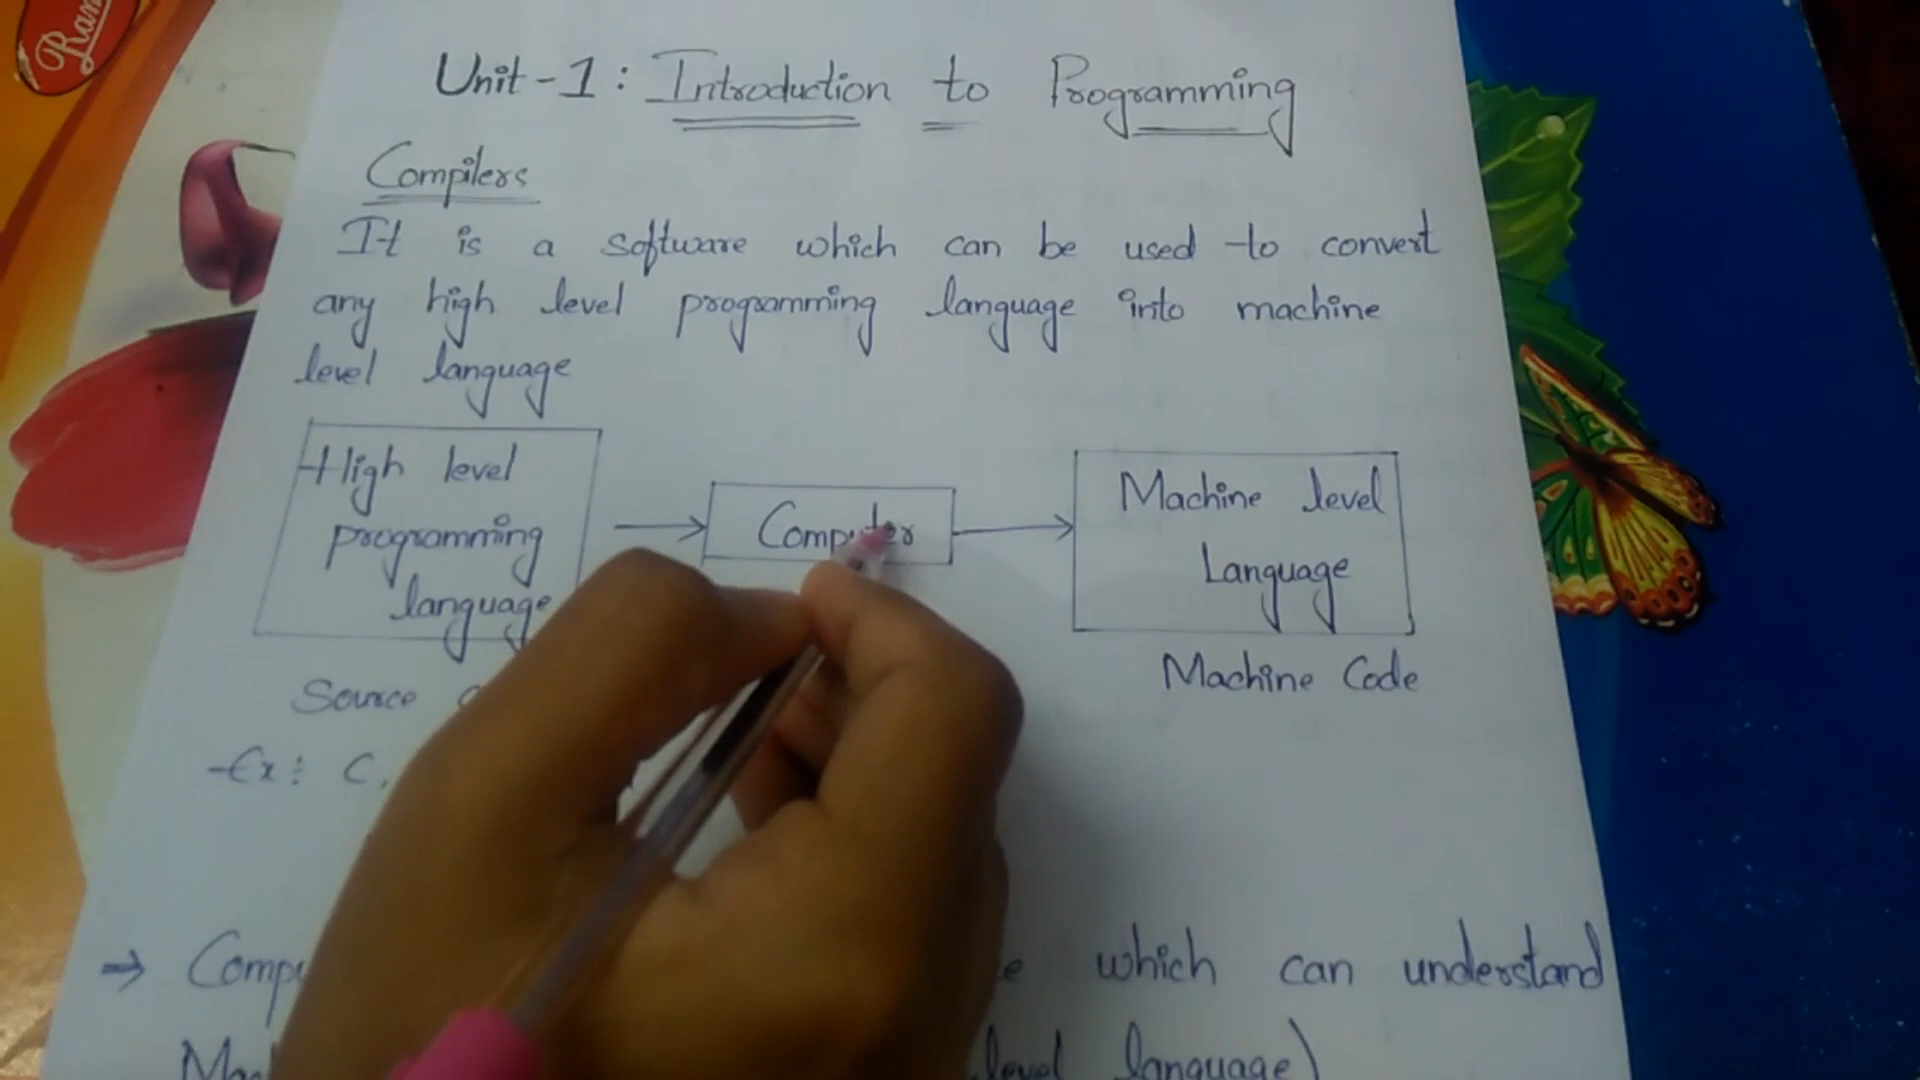 Ram
Unit-1: Introduction to Programming
Compilers
It is a software which can be used to convert
any high level programming language into machine
level language
High level
programming
language
Computer
Machine level
Language
Source
Machine Code
Ex: C,
which can understand
level language)